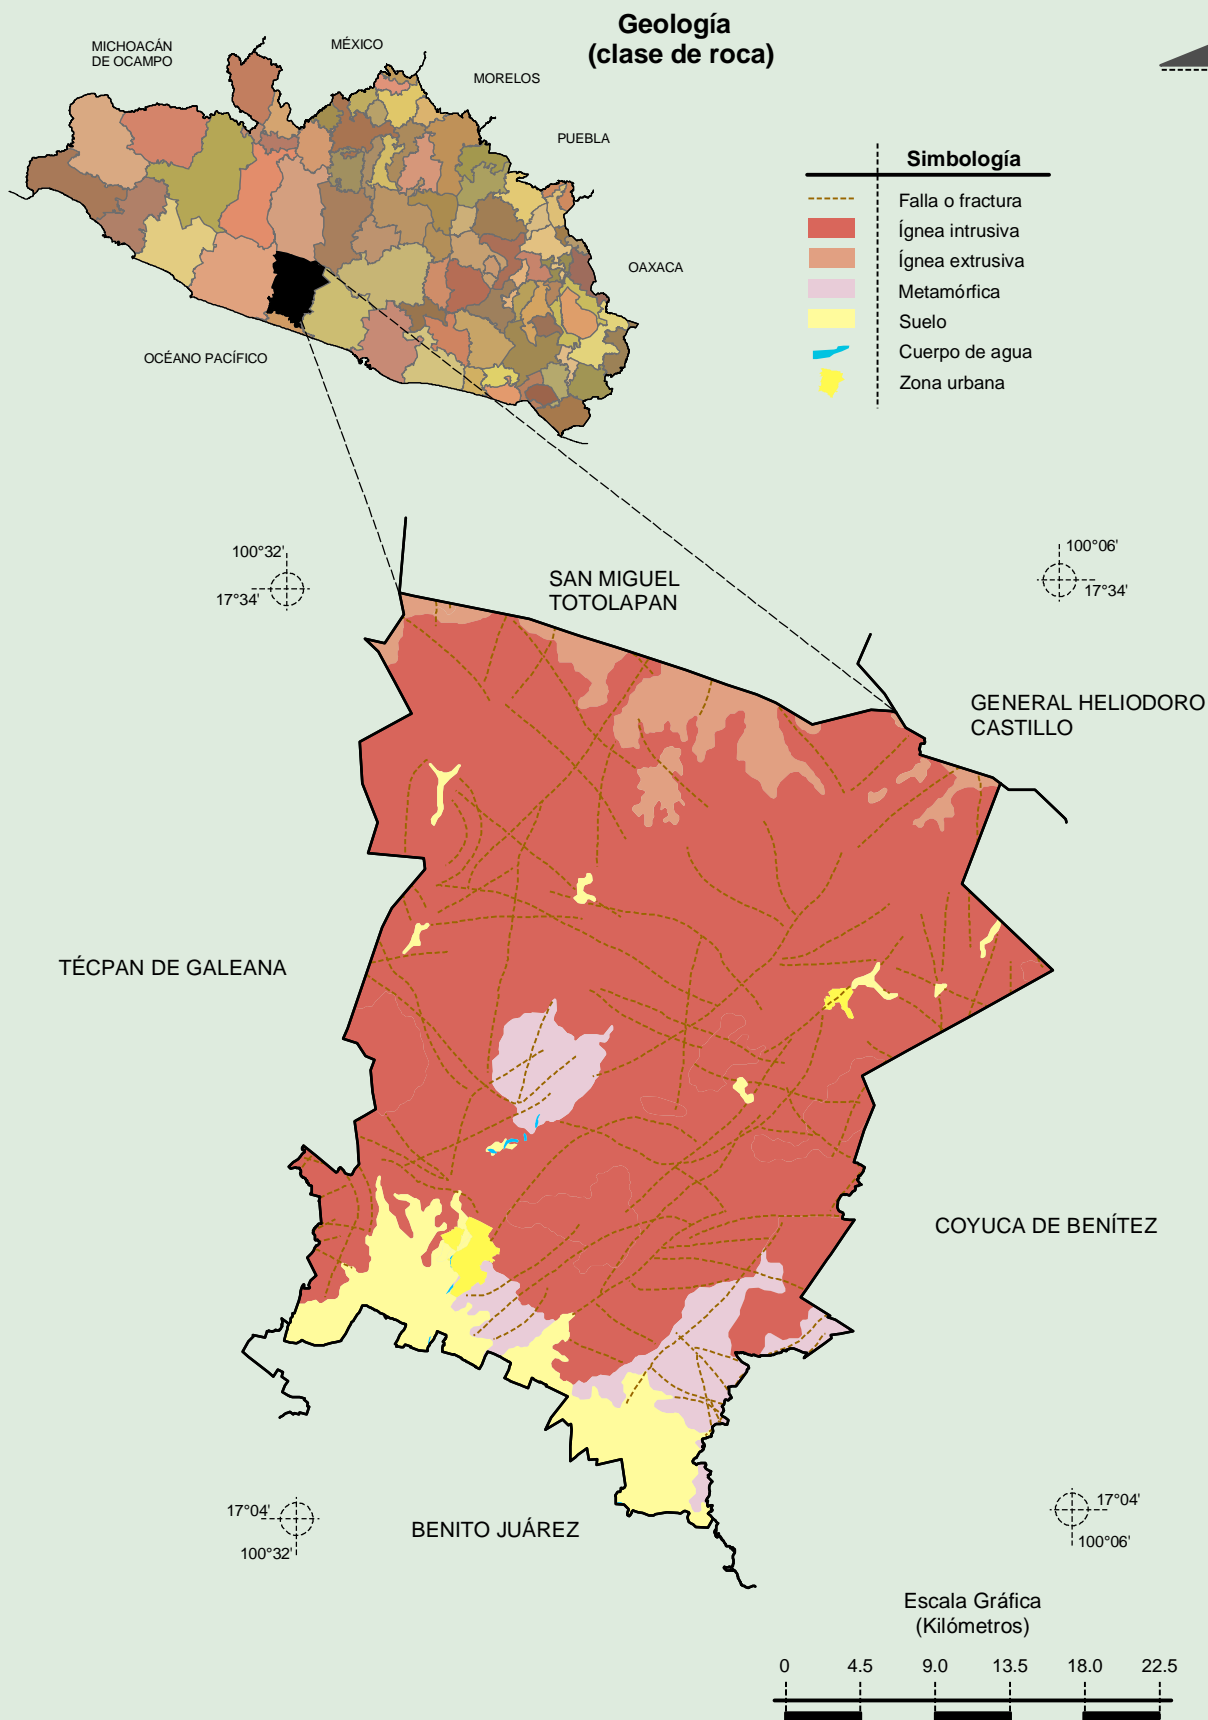 Geología
(clase de roca)
MICHOACÁN
DE OCAMPO
MÉXICO
MORELOS
PUEBLA
OAXACA
OCÉANO PACÍFICO
Simbología
Falla o fractura
Ígnea intrusiva
Ígnea extrusiva
Metamórfica
Suelo
Cuerpo de agua
Zona urbana
100°32'
17°34'
100°06'
17°34'
SAN MIGUEL
TOTOLAPAN
GENERAL HELIODORO
CASTILLO
TÉCPAN DE GALEANA
COYUCA DE BENÍTEZ
BENITO JUÁREZ
17°04'
100°32'
17°04'
100°06'
Escala Gráfica
(Kilómetros)
0 4.5 9.0 13.5 18.0 22.5